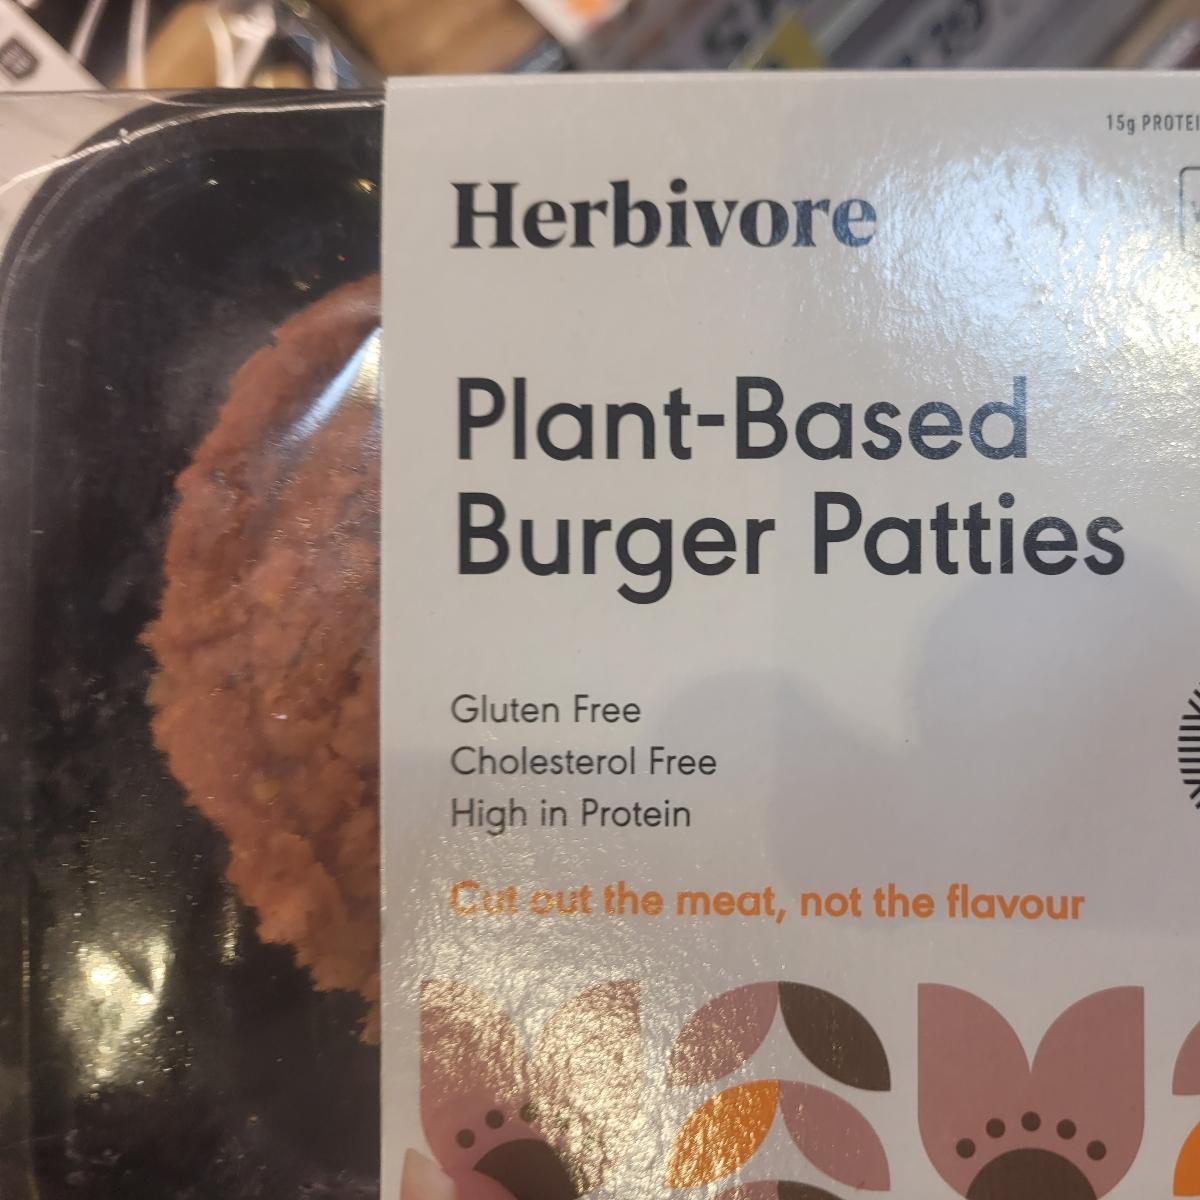 15g PROTEI
Herbivore
Plant-Based
Burger Patties
Gluten Free
Cholesterol Free
High in Protein
Cut out the meat, not the flavour